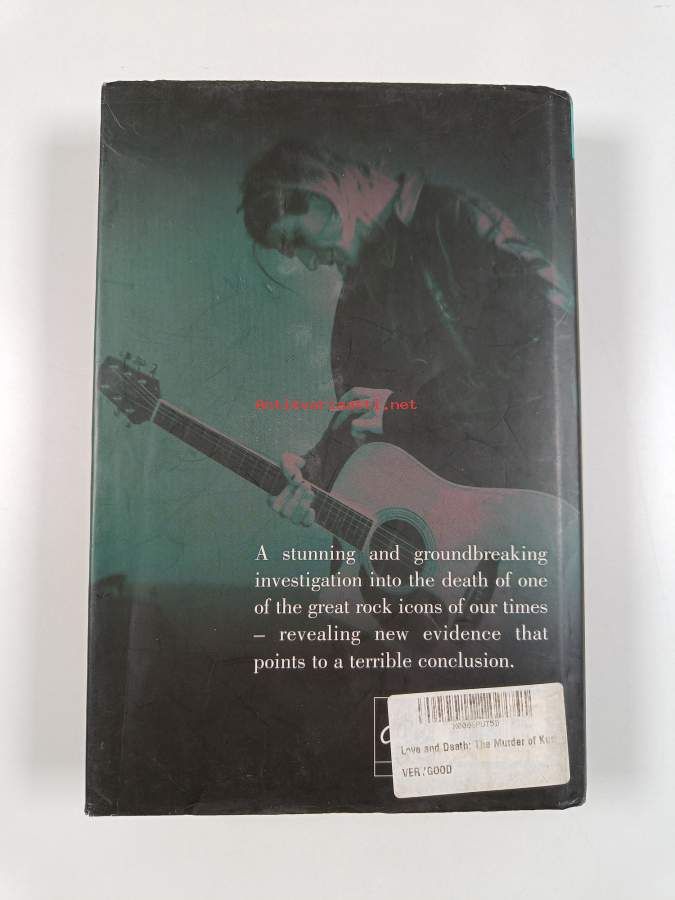 Antikvariaatti.net
A stunning and groundbreaking
investigation into the death of one
of the great rock icons of our times
– revealing new evidence that
points to a terrible conclusion.
Love and Death: The Murder of Kur
VERY GOOD